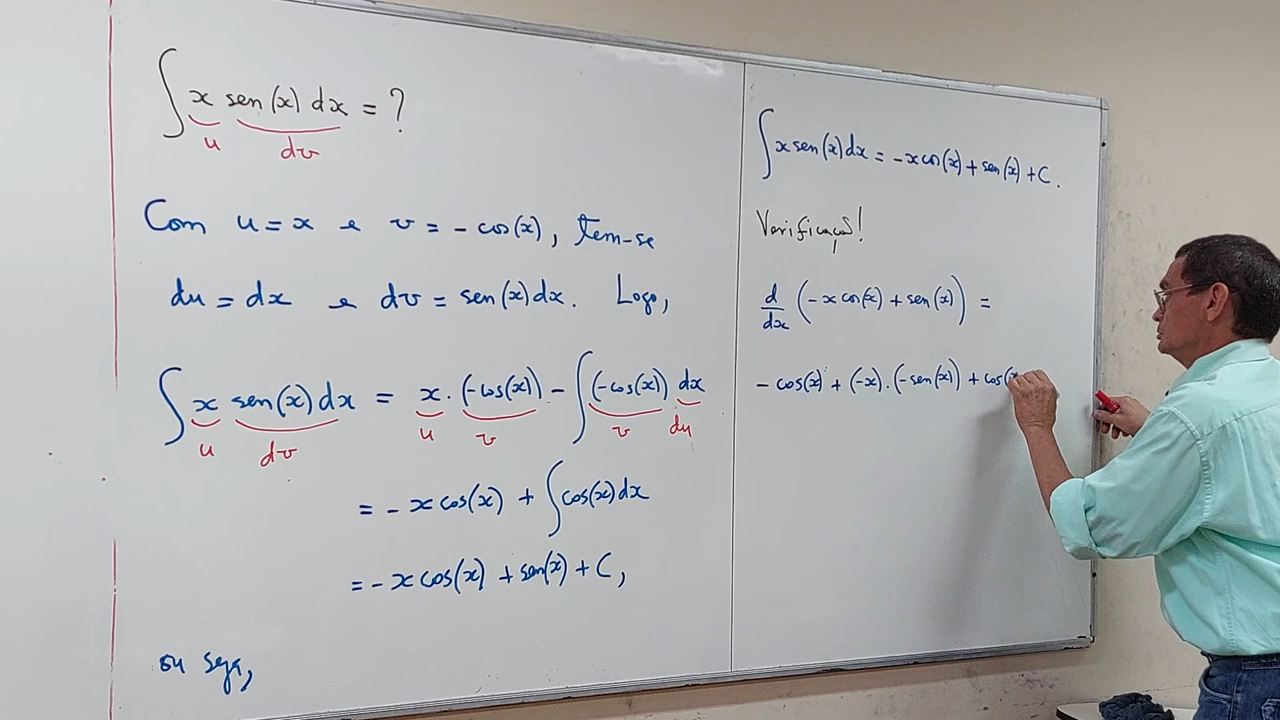 ∫ x sen(x) dx = ?
u dv
Com u = x e v = - cos(x), tem-se
du = dx e dv = sen(x) dx. Logo,
∫ x sen(x) dx = x . (-cos(x)) - ∫ (-cos(x)) dx
u dv u v v du
= - x cos(x) + ∫ cos(x) dx
= - x cos(x) + sen(x) + C,
ou seja,
∫ x sen(x) dx = - x cos(x) + sen(x) + C.
Verificação!
d/dx (- x cos(x) + sen(x)) =
- cos(x) + (-x) . (-sen(x)) + cos(x